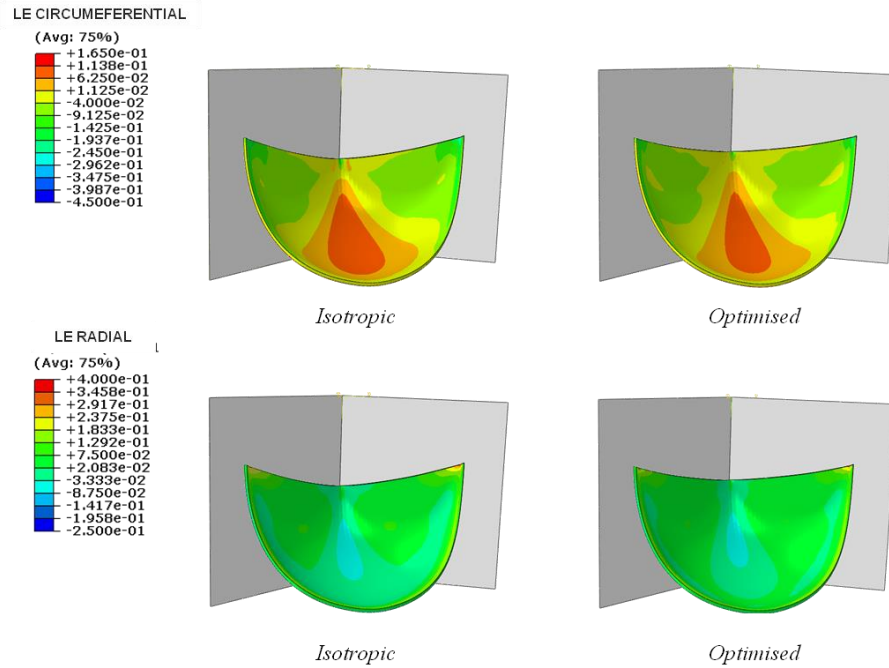 LE CIRCUMEFERENTIAL
(Avg: 75%)
+1.650e-01
+1.138e-01
+6.250e-02
+1.125e-02
-4.000e-02
-9.125e-02
-1.425e-01
-1.937e-01
-2.450e-01
-2.962e-01
-3.475e-01
-3.987e-01
-4.500e-01
Isotropic
Optimised
LE RADIAL
(Avg: 75%)
+4.000e-01
+3.458e-01
+2.917e-01
+2.375e-01
+1.833e-01
+1.292e-01
+7.500e-02
+2.083e-02
-3.333e-02
-8.750e-02
-1.417e-01
-1.958e-01
-2.500e-01
Isotropic
Optimised